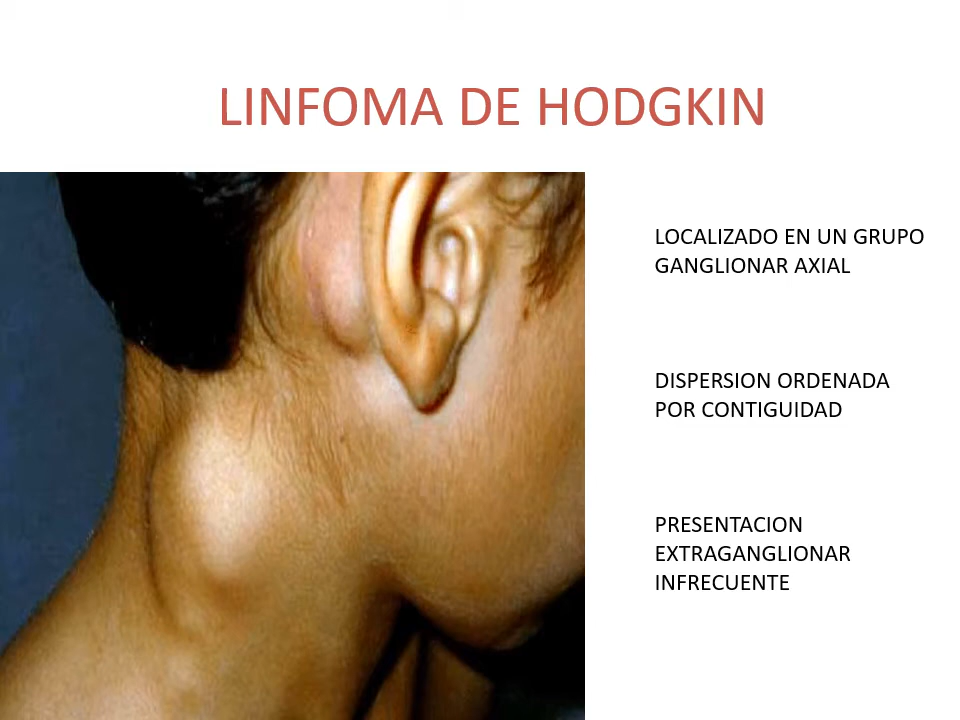 LINFOMA DE HODGKIN
LOCALIZADO EN UN GRUPO
GANGLIONAR AXIAL
DISPERSION ORDENADA
POR CONTIGUIDAD
PRESENTACION
EXTRAGANGLIONAR
INFRECUENTE